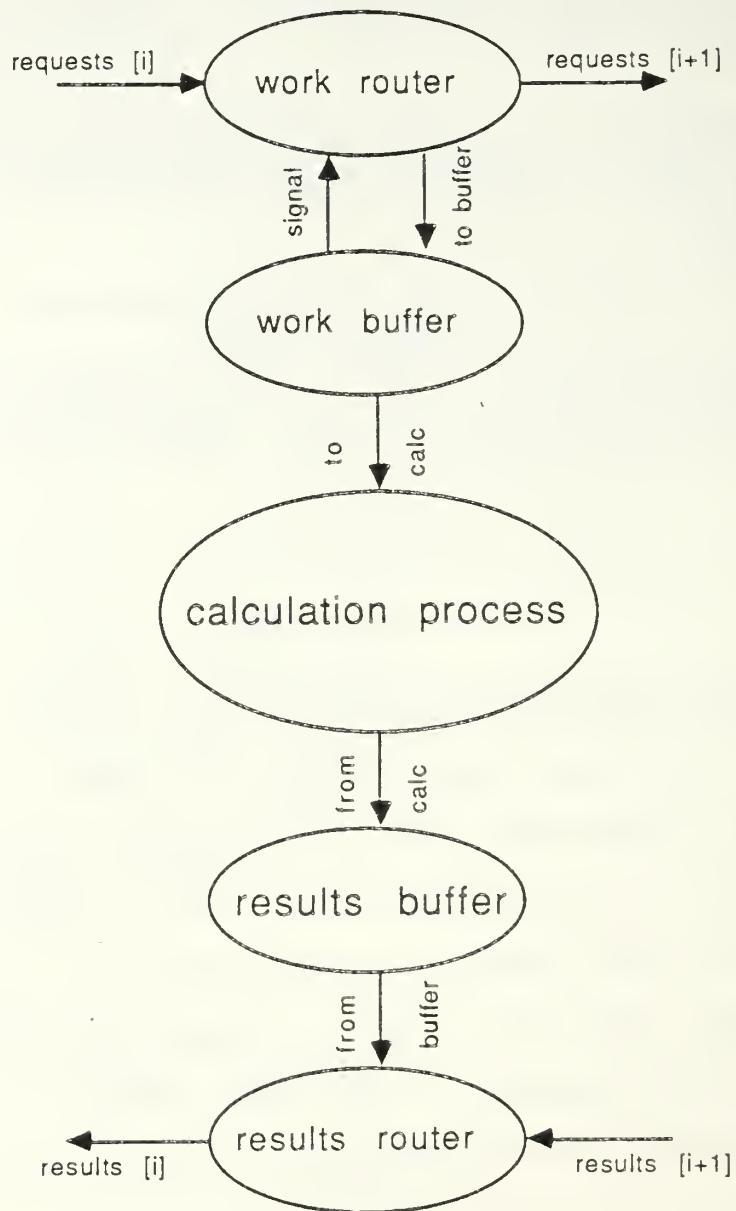 requests [i]
requests [i+1]
work router
signal
to buffer
work buffer
to calc
calculation process
from calc
results buffer
from buffer
results router
results [i]
results [i+1]